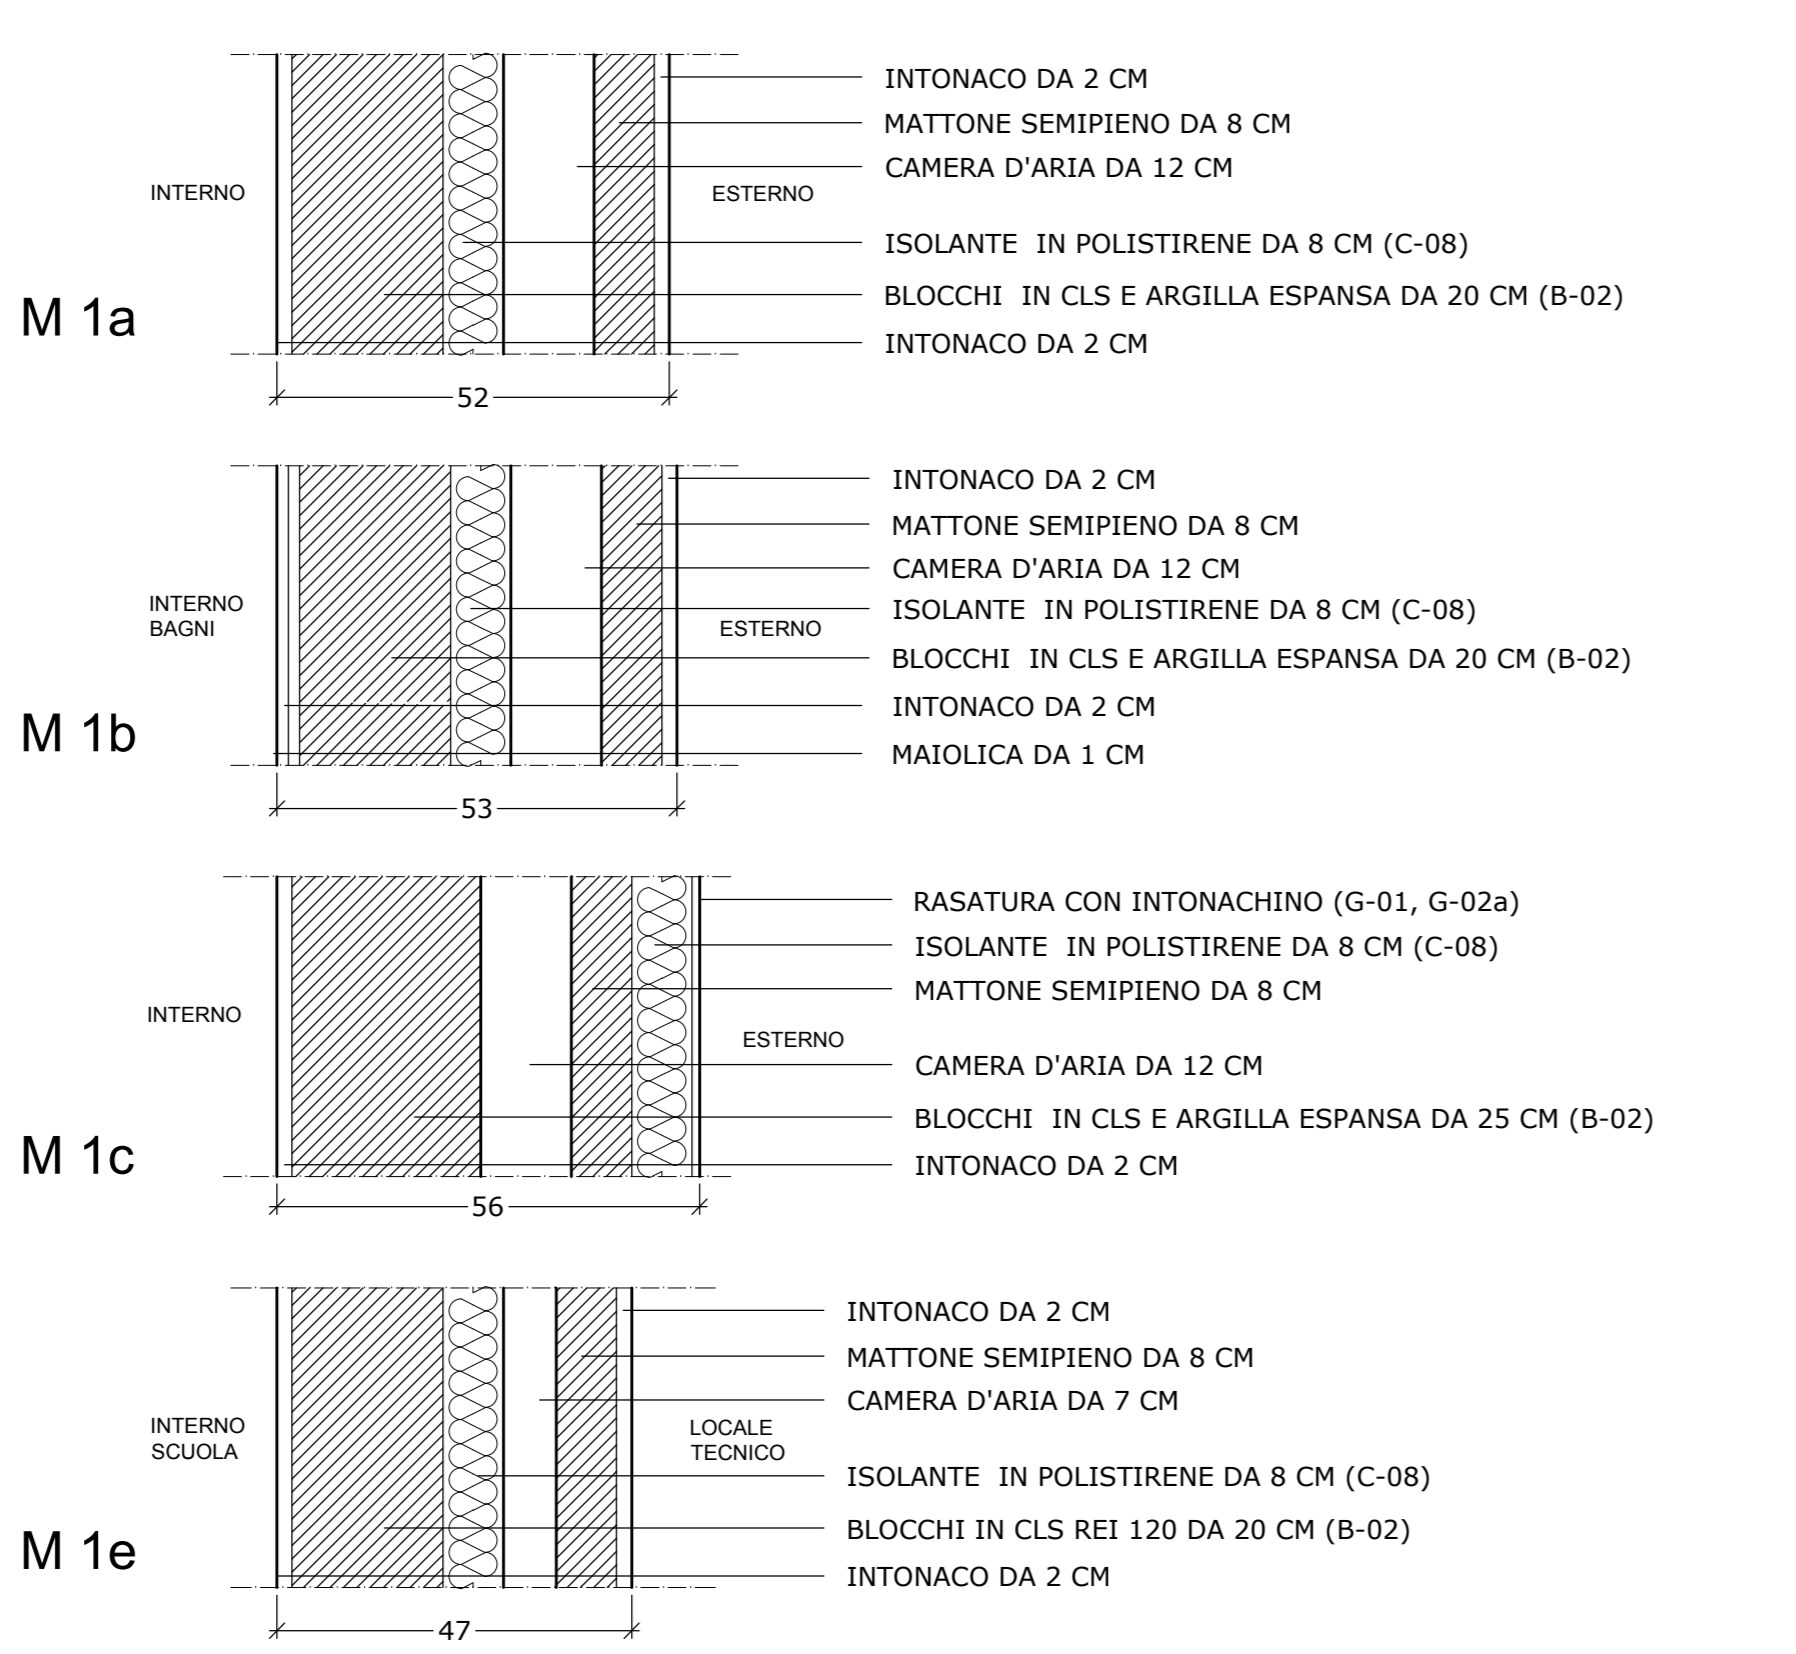 INTONACO DA 2 CM
MATTONE SEMIPIENO DA 8 CM
CAMERA D'ARIA DA 12 CM
INTERNO
ESTERNO
ISOLANTE  IN POLISTIRENE DA 8 CM (C-08)
BLOCCHI  IN CLS E ARGILLA ESPANSA DA 20 CM (B-02)
M 1a
INTONACO DA 2 CM
52
INTONACO DA 2 CM
MATTONE SEMIPIENO DA 8 CM
CAMERA D'ARIA DA 12 CM
INTERNO
BAGNI
ISOLANTE  IN POLISTIRENE DA 8 CM (C-08)
ESTERNO
BLOCCHI  IN CLS E ARGILLA ESPANSA DA 20 CM (B-02)
INTONACO DA 2 CM
M 1b
MAIOLICA DA 1 CM
53
RASATURA CON INTONACHINO (G-01, G-02a)
ISOLANTE  IN POLISTIRENE DA 8 CM (C-08)
MATTONE SEMIPIENO DA 8 CM
INTERNO
ESTERNO
CAMERA D'ARIA DA 12 CM
BLOCCHI  IN CLS E ARGILLA ESPANSA DA 25 CM (B-02)
M 1c
INTONACO DA 2 CM
56
INTONACO DA 2 CM
MATTONE SEMIPIENO DA 8 CM
CAMERA D'ARIA DA 7 CM
INTERNO
SCUOLA
LOCALE
TECNICO
ISOLANTE  IN POLISTIRENE DA 8 CM (C-08)
BLOCCHI IN CLS REI 120 DA 20 CM (B-02)
M 1e
INTONACO DA 2 CM
47